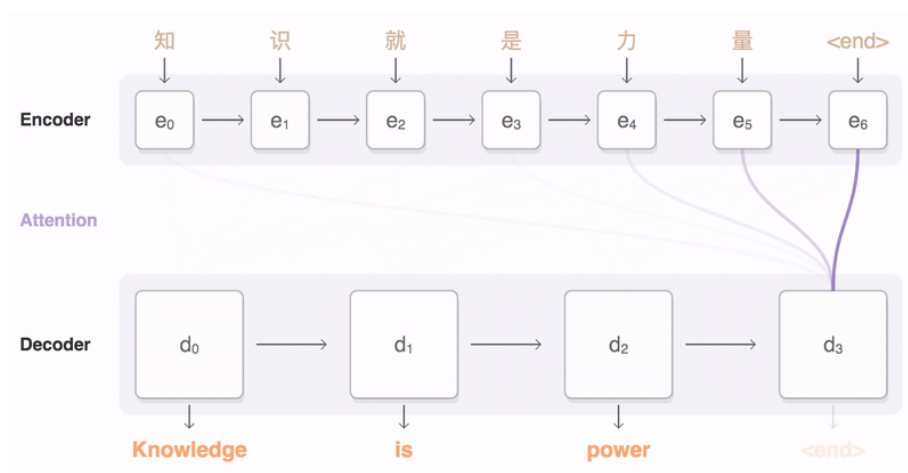 知 识 就 是 力 量 <end>
Encoder e₀ e₁ e₂ e₃ e₄ e₅ e₆
Attention
Decoder d₀ d₁ d₂ d₃
Knowledge is power <end>